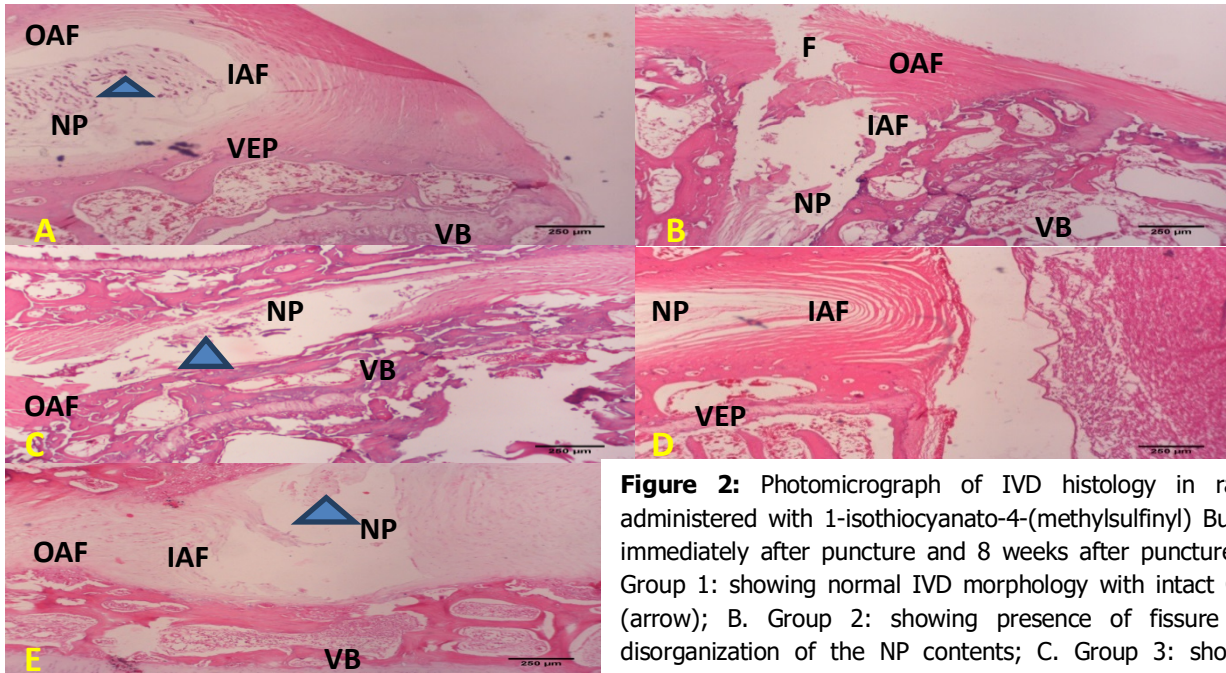 OAF
IAF
NP
VEP
A
VB
250 µm
F
OAF
IAF
NP
B
VB
250 µm
NP
VB
OAF
C
250 µm
NP
IAF
VEP
D
250 µm
NP
OAF
IAF
E
VB
250 µm
Figure 2: Photomicrograph of IVD histology in ra
administered with 1-isothiocyanato-4-(methylsulfinyl) Bu
immediately after puncture and 8 weeks after puncture
Group 1: showing normal IVD morphology with intact
(arrow); B. Group 2: showing presence of fissure
disorganization of the NP contents; C. Group 3: sho